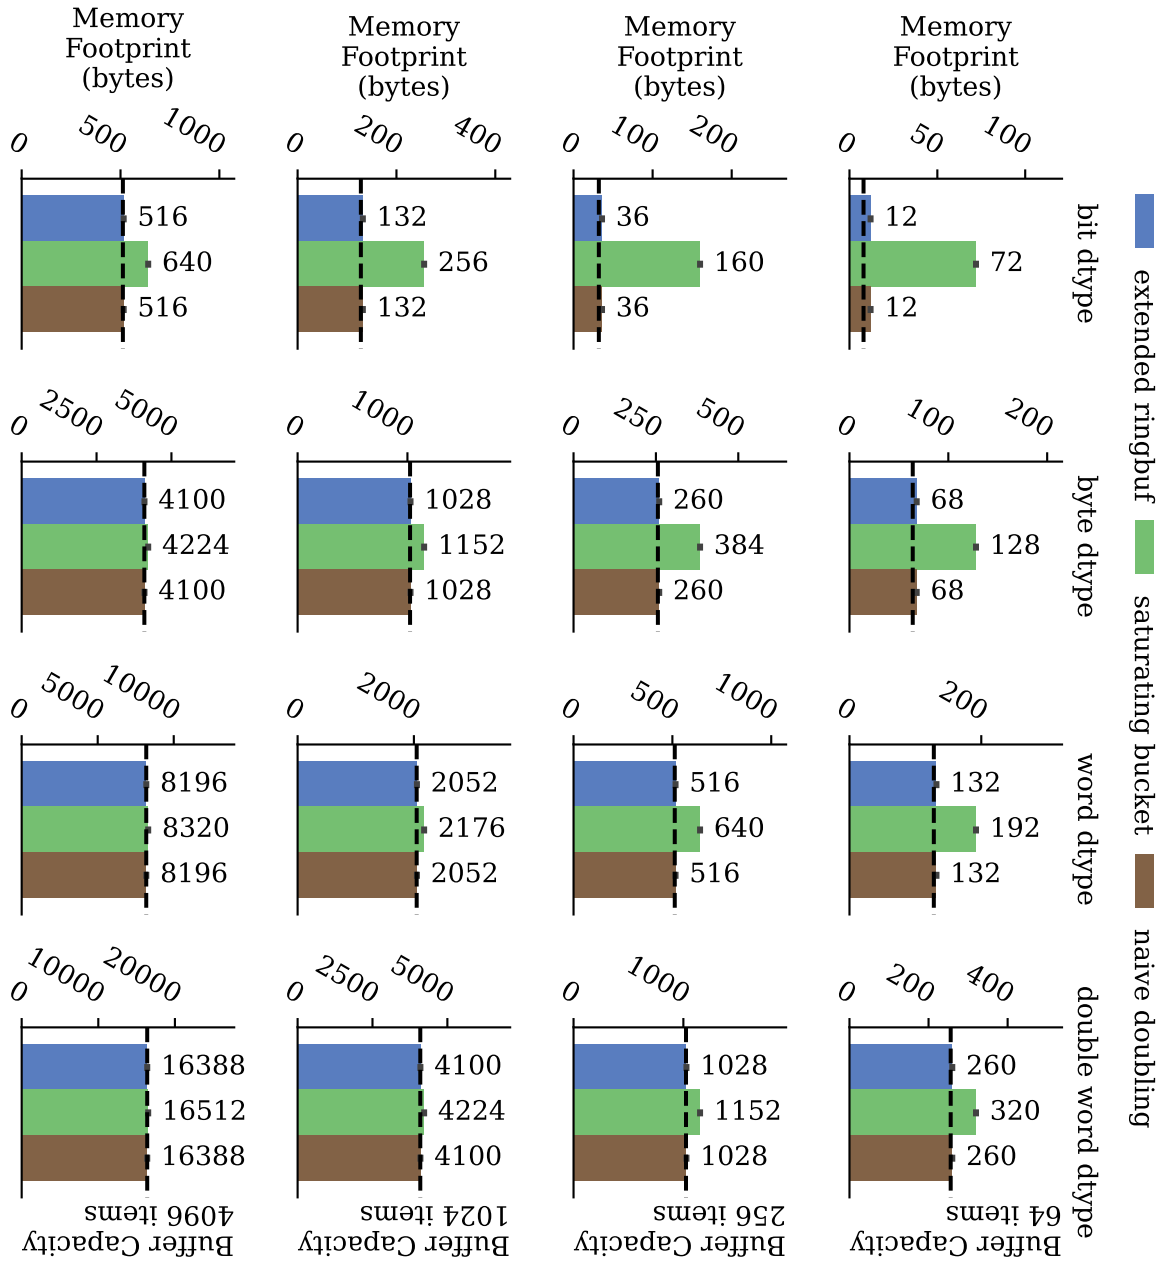 Memory
Footprint
(bytes)
Memory
Footprint
(bytes)
Memory
Footprint
(bytes)
Memory
Footprint
(bytes)
0 500 1000
0 200 400
0 100 200
0 50 100
516
640
516
132
256
132
36
160
36
12
72
12
bit dtype
0 2500 5000
0 1000
0 250 500
0 100 200
4100
4224
4100
1028
1152
1028
260
384
260
68
128
68
byte dtype
0 5000 10000
0 2000
0 500 1000
0 200
8196
8320
8196
2052
2176
2052
516
640
516
132
192
132
word dtype
0 10000 20000
0 2500 5000
0 1000
0 200 400
16388
16512
16388
4100
4224
4100
1028
1152
1028
260
320
260
double word dtype
Buffer Capacity
4096 items
Buffer Capacity
1024 items
Buffer Capacity
256 items
Buffer Capacity
64 items
extended ringbuf
saturating bucket
naive doubling